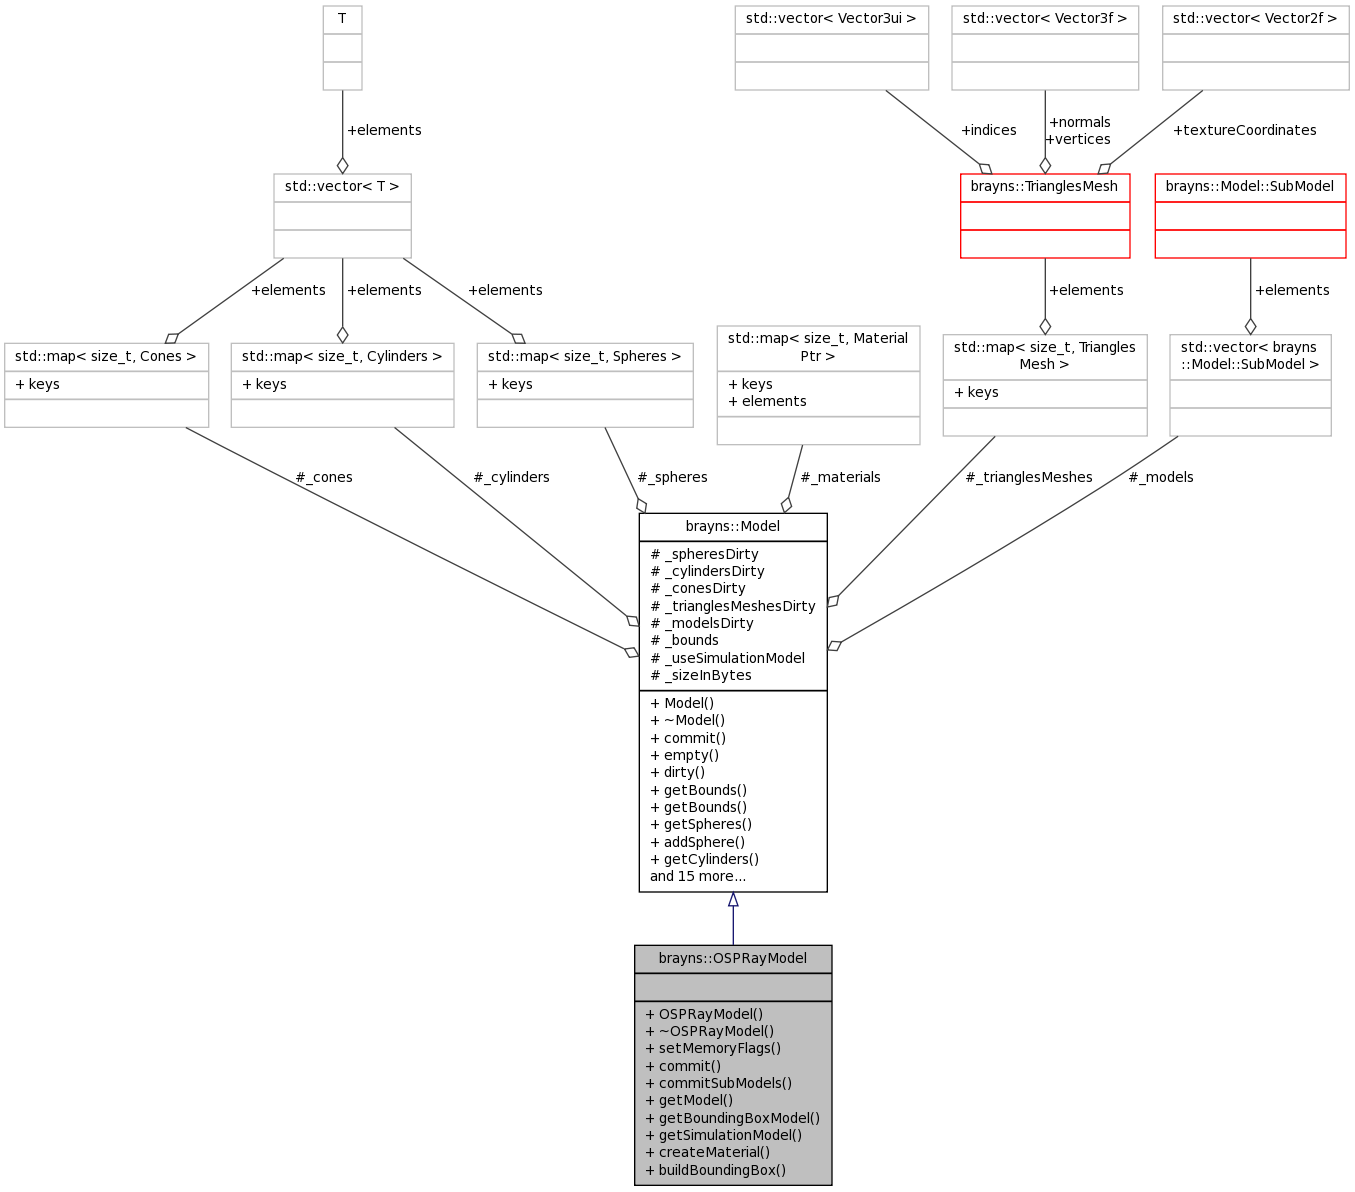 T
std::vector< Vector3ui >
std::vector< Vector3f >
std::vector< Vector2f >
+elements
+indices
+normals
+vertices
+textureCoordinates
std::vector< T >
brayns::TrianglesMesh
brayns::Model::SubModel
+elements
+elements
+elements
+elements
+elements
std::map< size_t, Cones >
+ keys
std::map< size_t, Cylinders >
+ keys
std::map< size_t, Spheres >
+ keys
std::map< size_t, Material
Ptr >
+ keys
+ elements
std::map< size_t, Triangles
Mesh >
+ keys
std::vector< brayns
::Model::SubModel >
#_cones
#_cylinders
#_spheres
#_materials
#_trianglesMeshes
#_models
brayns::Model
# _spheresDirty
# _cylindersDirty
# _conesDirty
# _trianglesMeshesDirty
# _modelsDirty
# _bounds
# _useSimulationModel
# _sizeInBytes
+ Model()
+ ~Model()
+ commit()
+ empty()
+ dirty()
+ getBounds()
+ getBounds()
+ getSpheres()
+ addSphere()
+ getCylinders()
and 15 more...
brayns::OSPRayModel
+ OSPRayModel()
+ ~OSPRayModel()
+ setMemoryFlags()
+ commit()
+ commitSubModels()
+ getModel()
+ getBoundingBoxModel()
+ getSimulationModel()
+ createMaterial()
+ buildBoundingBox()